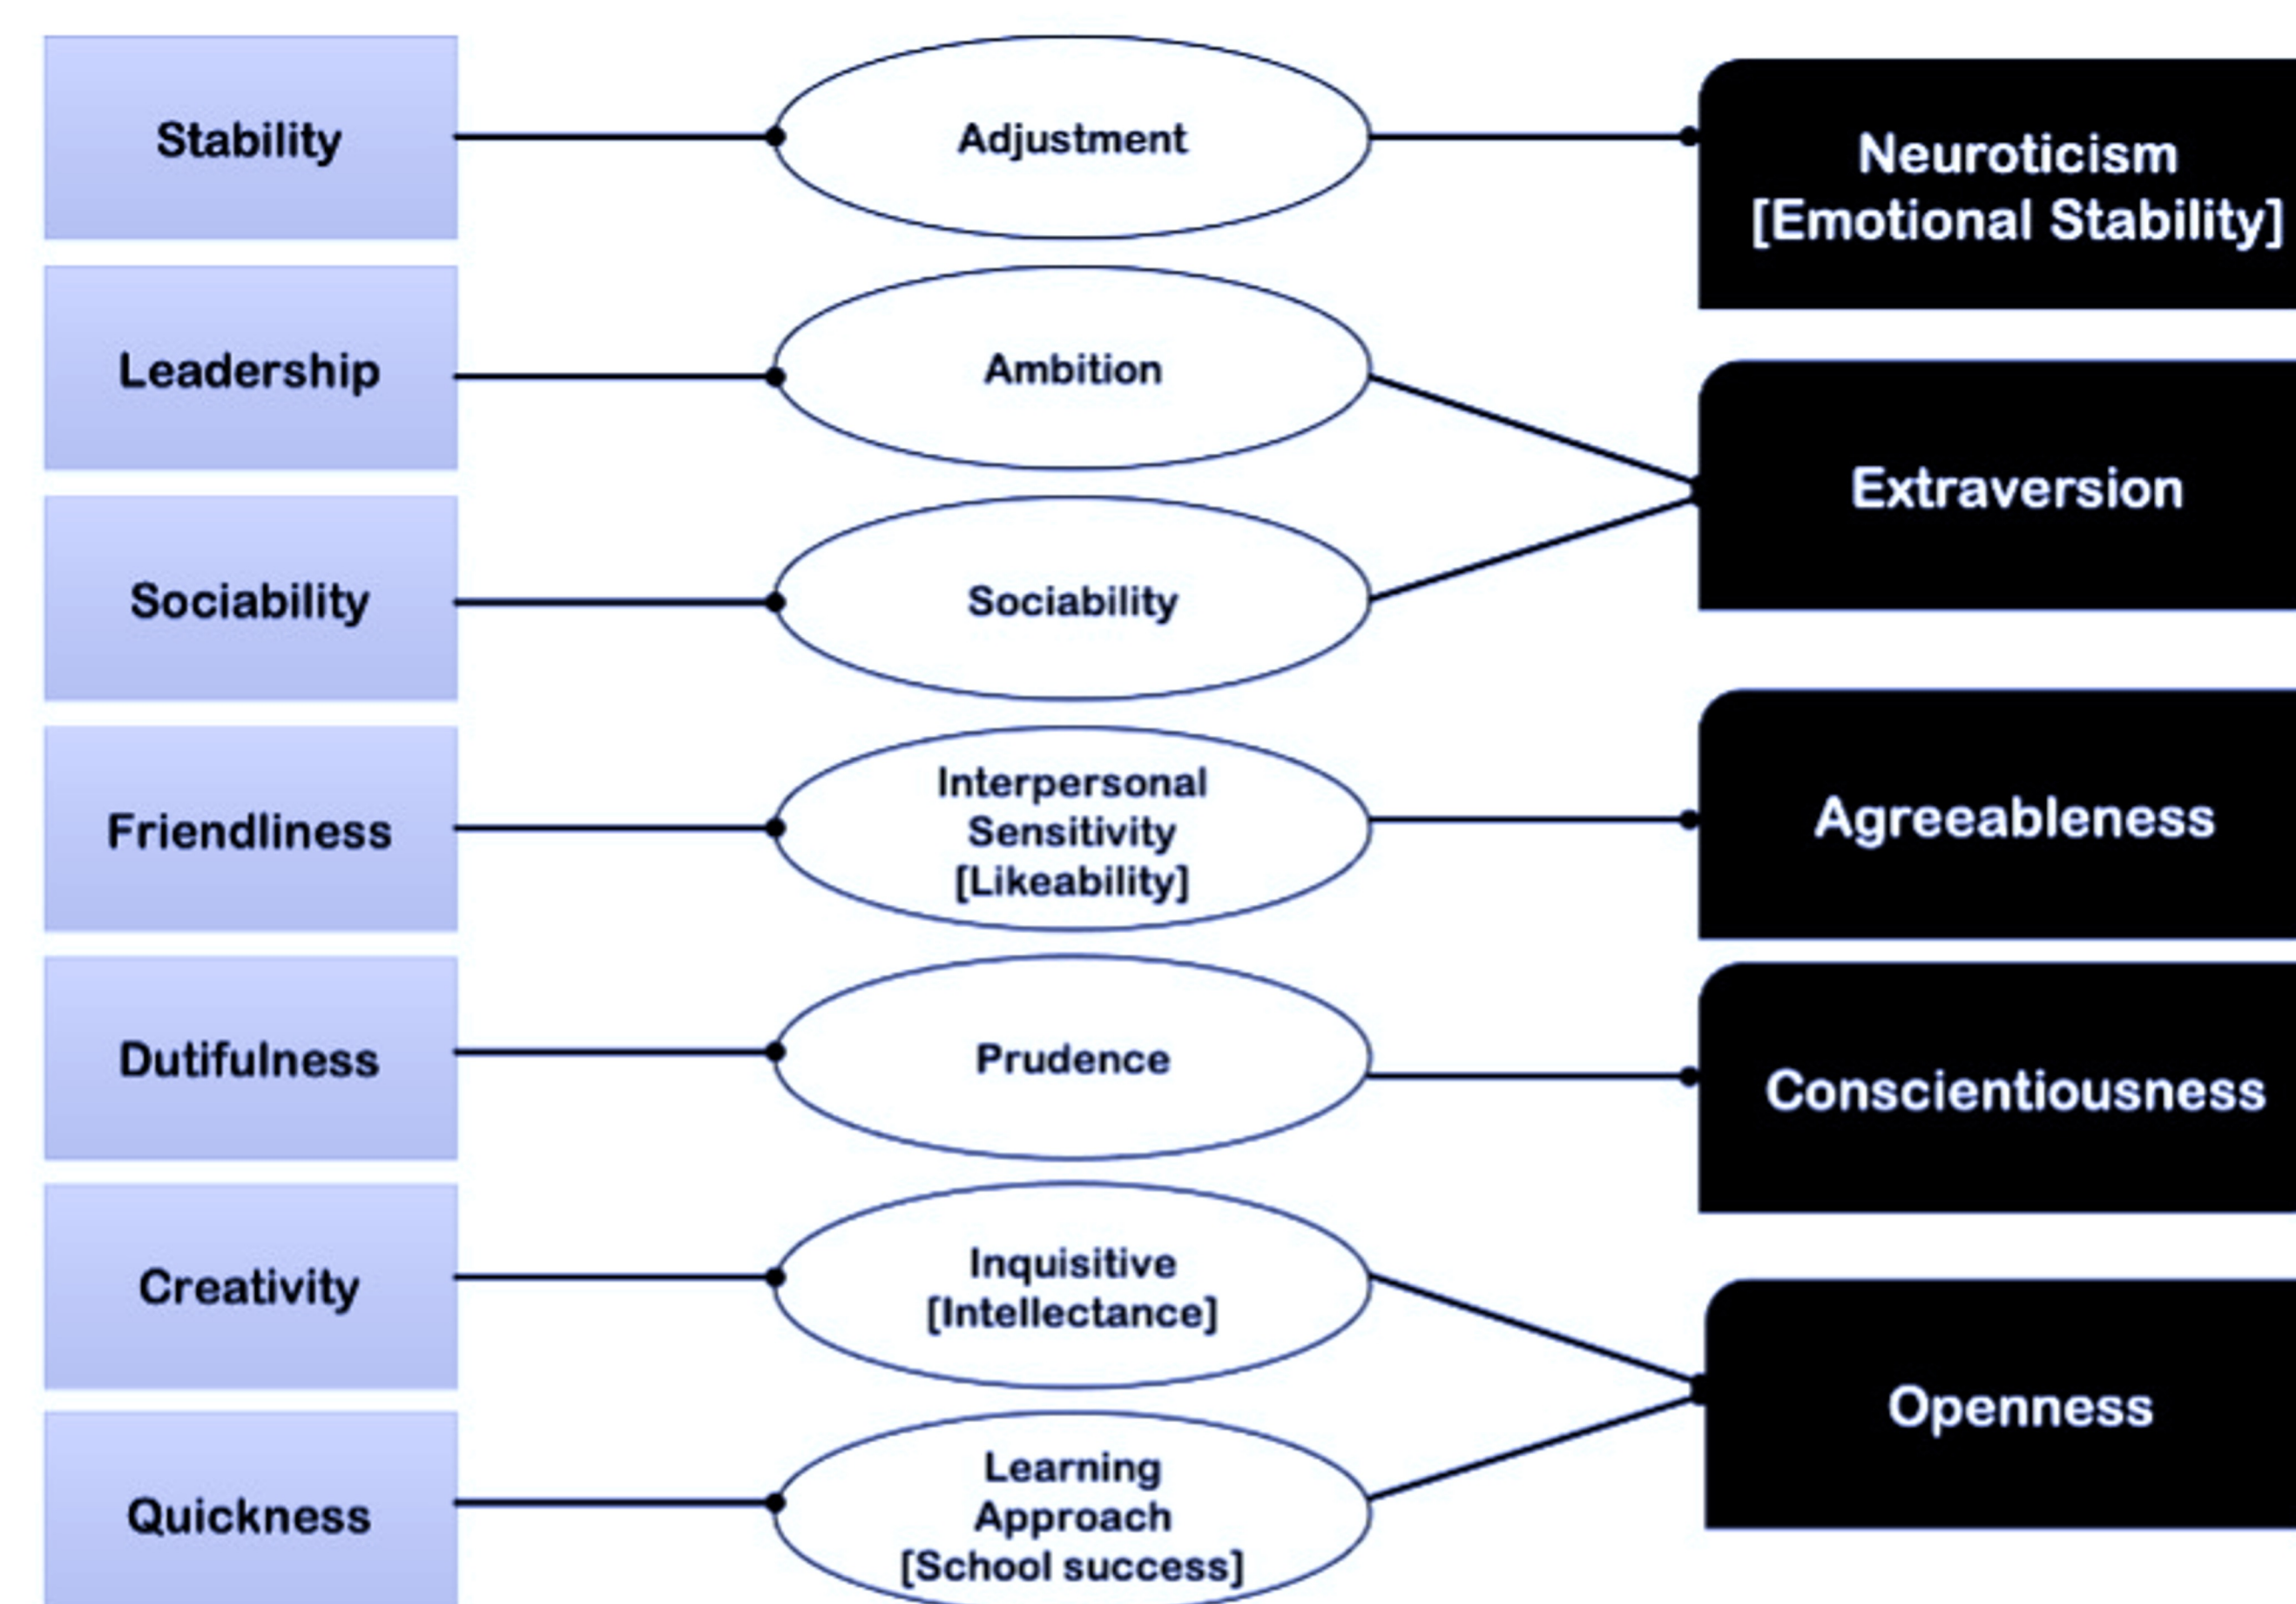 Stability
Adjustment
Neuroticism
[Emotional Stability]
Leadership
Ambition
Extraversion
Sociability
Sociability
Friendliness
Interpersonal
Sensitivity
[Likeability]
Agreeableness
Dutifulness
Prudence
Conscientiousness
Creativity
Inquisitive
[Intellectance]
Openness
Quickness
Learning
Approach
[School success]